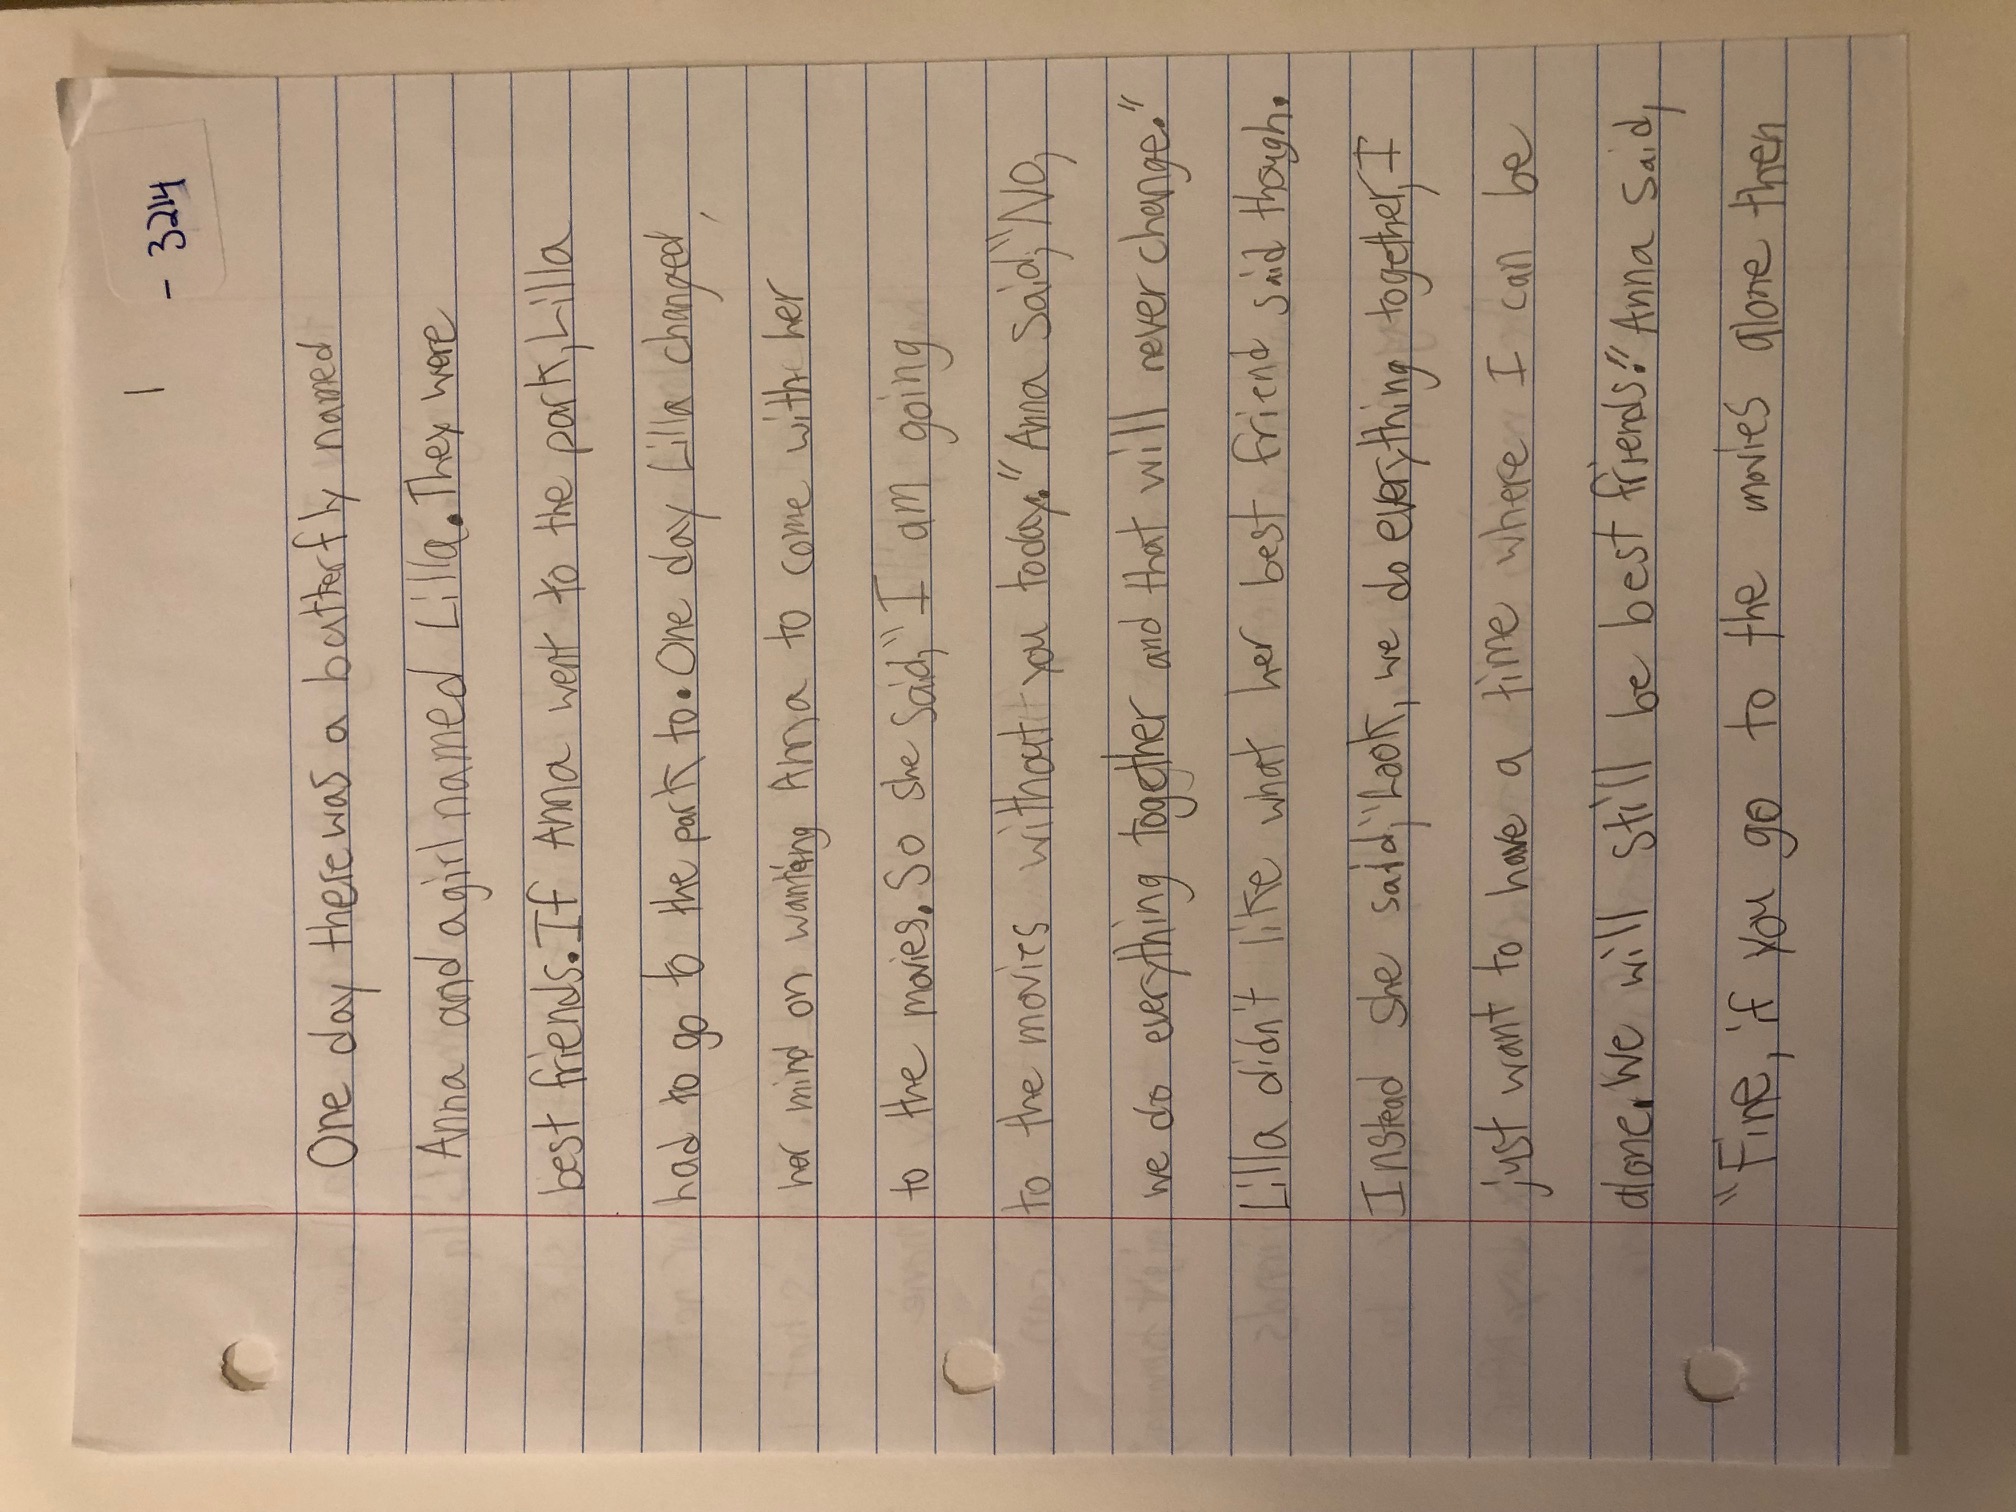 1 - 3214
One day there was a butterfly named
Anna and a girl named Lilla. They were
best friends. If Anna went to the park, Lilla
had to go to the park to. One day Lilla changed
her mind on wanting Anna to come with her
to the movies. So she said, "I am going
to the movies without you today." Anna said, "No,
we do everything together and that will never change."
Lilla didn't like what her best friend said though.
Instead she said, "Look, we do everything together, I
just want to have a time where I can be
alone. We will still be best friends." Anna said,
"Fine, if you go to the movies alone then